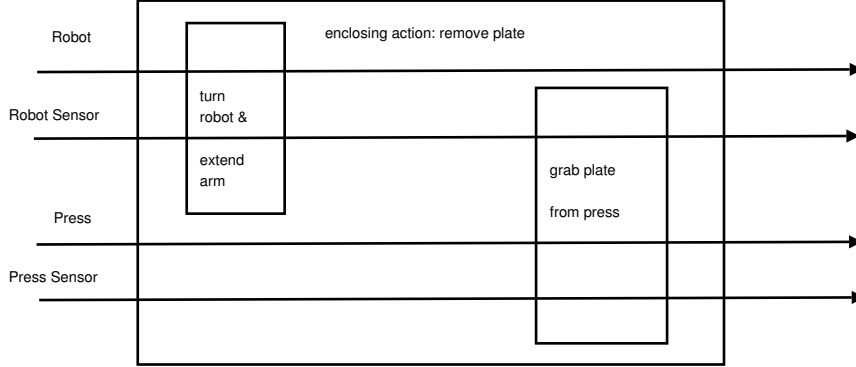 Robot
enclosing action: remove plate
turn
robot &
Robot Sensor
extend
arm
grab plate
from press
Press
Press Sensor